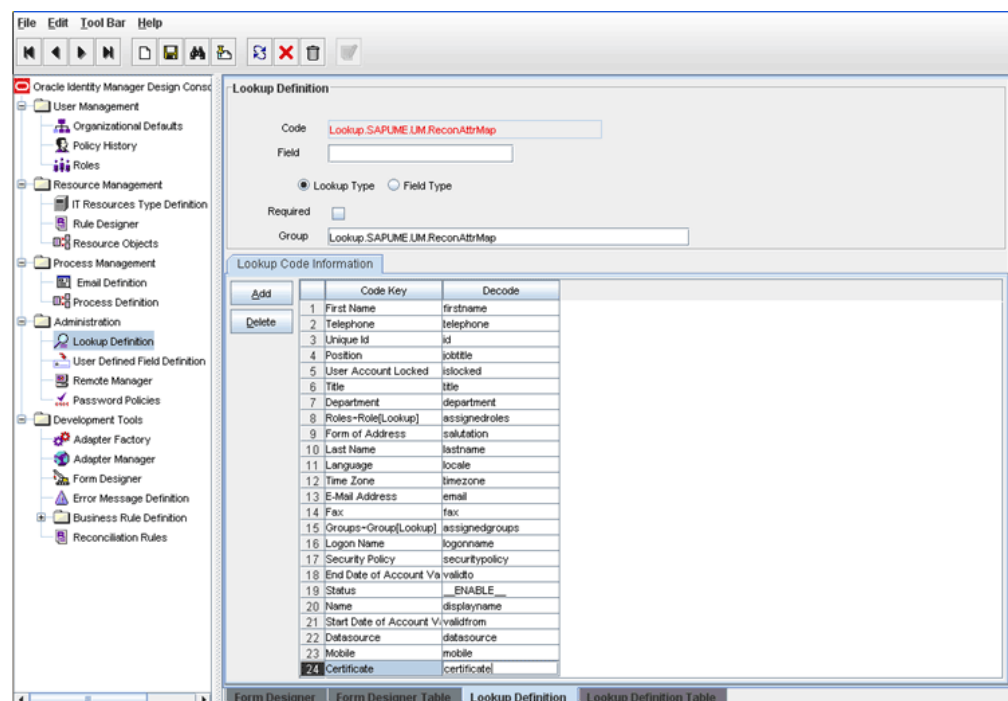 File Edit Tool Bar Help
Oracle Identity Manager Design Consc
User Management
Organizational Defaults
Policy History
Roles
Resource Management
IT Resources Type Definition
Rule Designer
Resource Objects
Process Management
Email Definition
Process Definition
Administration
Lookup Definition
User Defined Field Definition
Remote Manager
Password Policies
Development Tools
Adapter Factory
Adapter Manager
Form Designer
Error Message Definition
Business Rule Definition
Reconciliation Rules
Lookup Definition
Code Lookup.SAPUME.UM.ReconAttrMap
Field
Lookup Type Field Type
Required
Group Lookup.SAPUME.UM.ReconAttrMap
Lookup Code Information
Add
Delete
Code Key Decode
1 First Name firstname
2 Telephone telephone
3 Unique Id id
4 Position jobtitle
5 User Account Locked islocked
6 Title title
7 Department department
8 Roles~Role[Lookup] assignedroles
9 Form of Address salutation
10 Last Name lastname
11 Language locale
12 Time Zone timezone
13 E-Mail Address email
14 Fax fax
15 Groups~Group[Lookup] assignedgroups
16 Logon Name logonname
17 Security Policy securitypolicy
18 End Date of Account Va validto
19 Status __ENABLE__
20 Name displayname
21 Start Date of Account V validfrom
22 Datasource datasource
23 Mobile mobile
24 Certificate certificate
Form Designer Form Designer Table Lookup Definition Lookup Definition Table